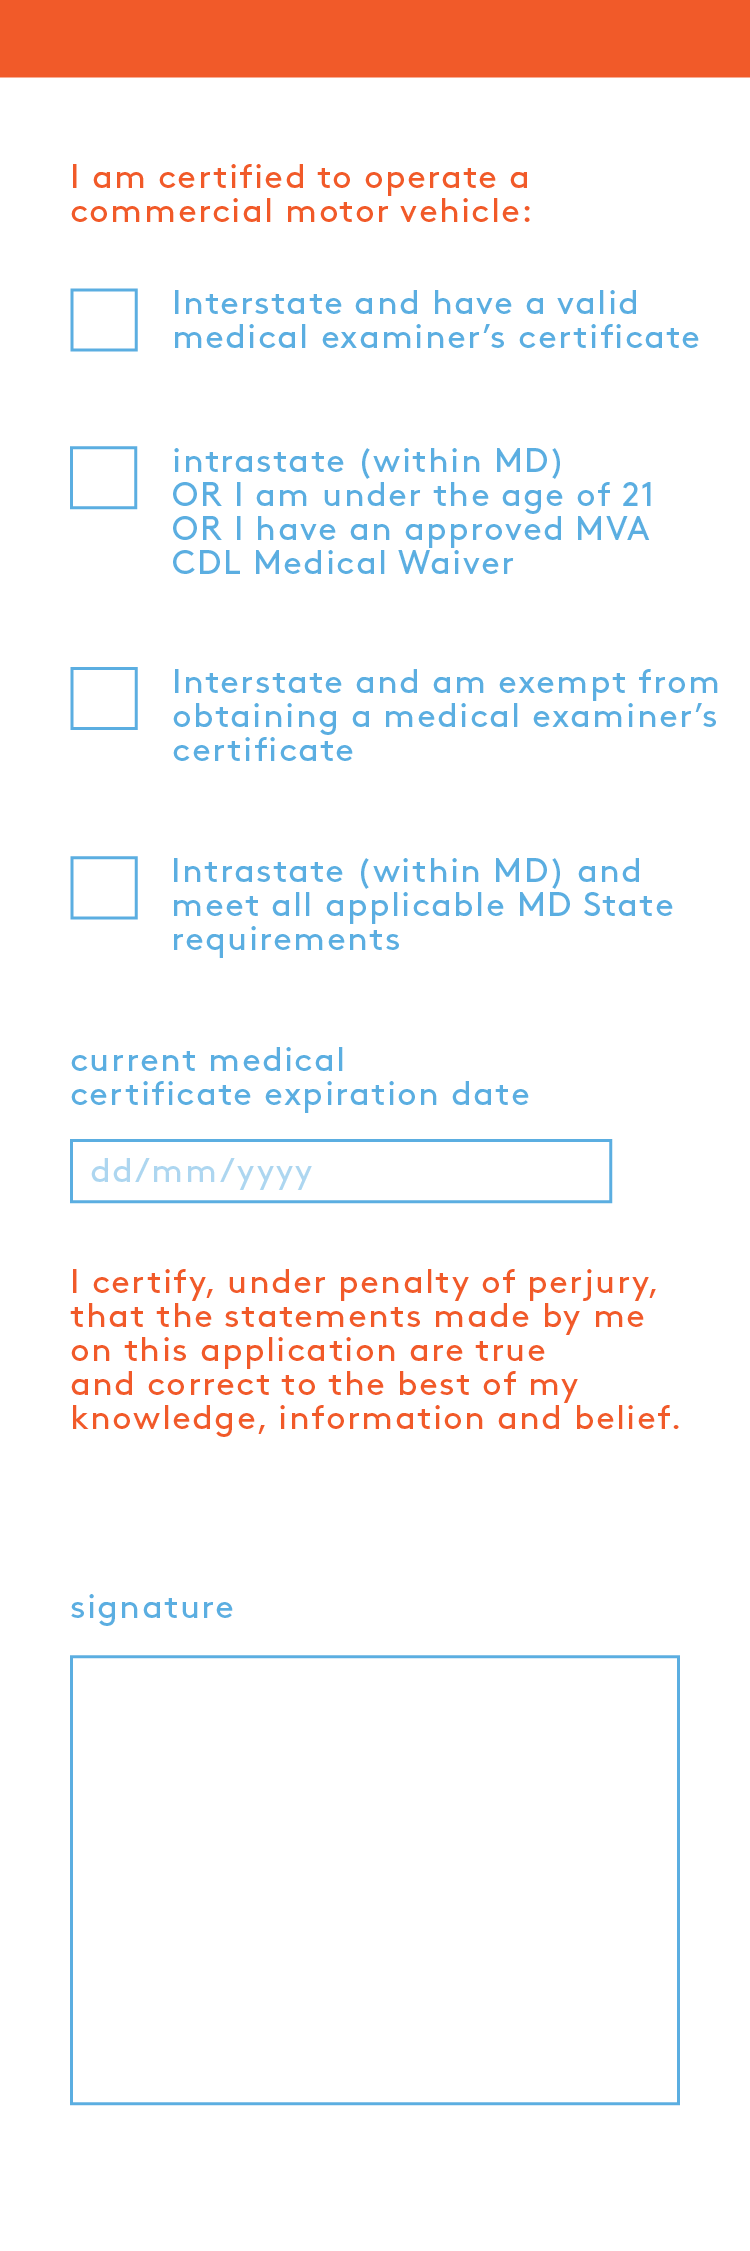 I am certified to operate a
commercial motor vehicle:
Interstate and have a valid
medical examiner’s certificate
intrastate (within MD)
OR I am under the age of 21
OR I have an approved MVA
CDL Medical Waiver
Interstate and am exempt from
obtaining a medical examiner’s
certificate
Intrastate (within MD) and
meet all applicable MD State
requirements
current medical
certificate expiration date
dd/mm/yyyy
I certify, under penalty of perjury,
that the statements made by me
on this application are true
and correct to the best of my
knowledge, information and belief.
signature